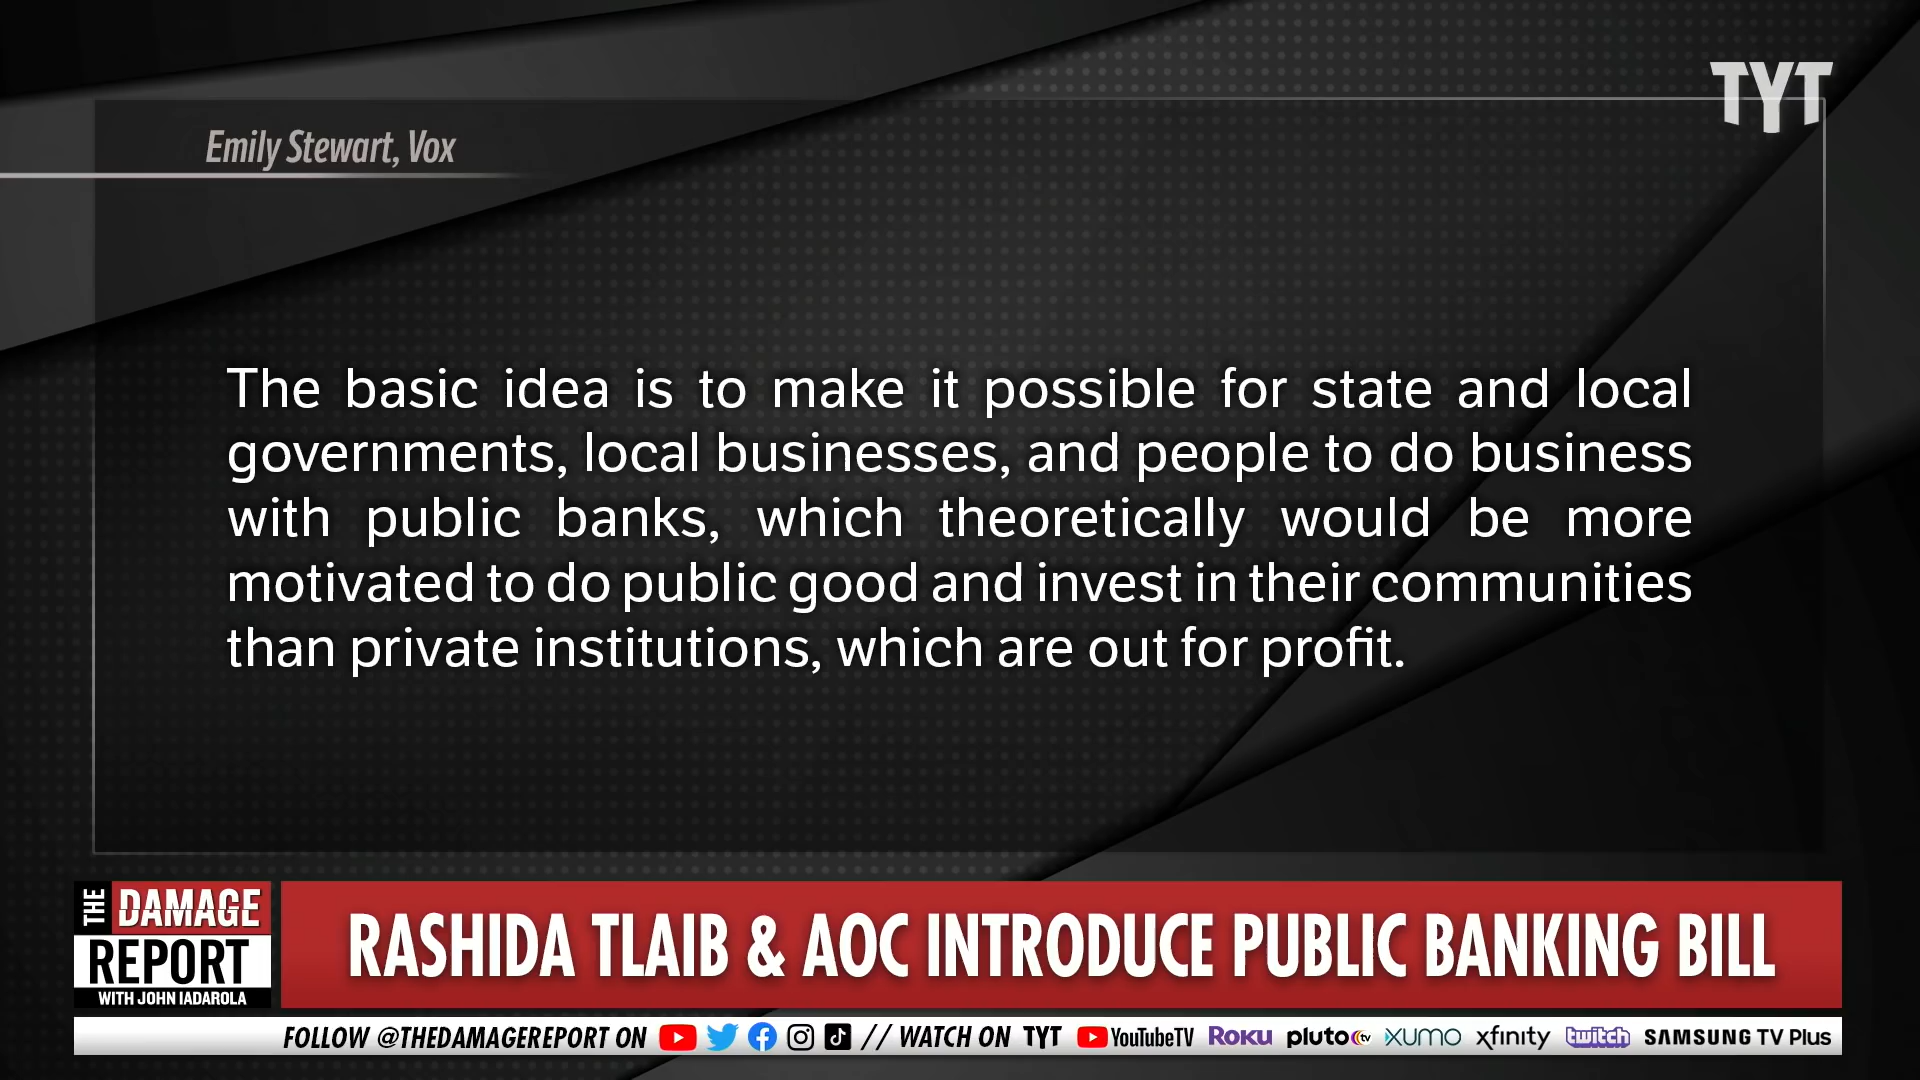 TYT
Emily Stewart, Vox
The basic idea is to make it possible for state and local
governments, local businesses, and people to do business
with public banks, which theoretically would be more
motivated to do public good and invest in their communities
than private institutions, which are out for profit.
THE DAMAGE
REPORT
WITH JOHN IADAROLA
RASHIDA TLAIB & AOC INTRODUCE PUBLIC BANKING BILL
FOLLOW @THEDAMAGEREPORT ON // WATCH ON TYT YouTubeTV ROKU pluto tv XUMO xfinity twitch SAMSUNG TV Plus